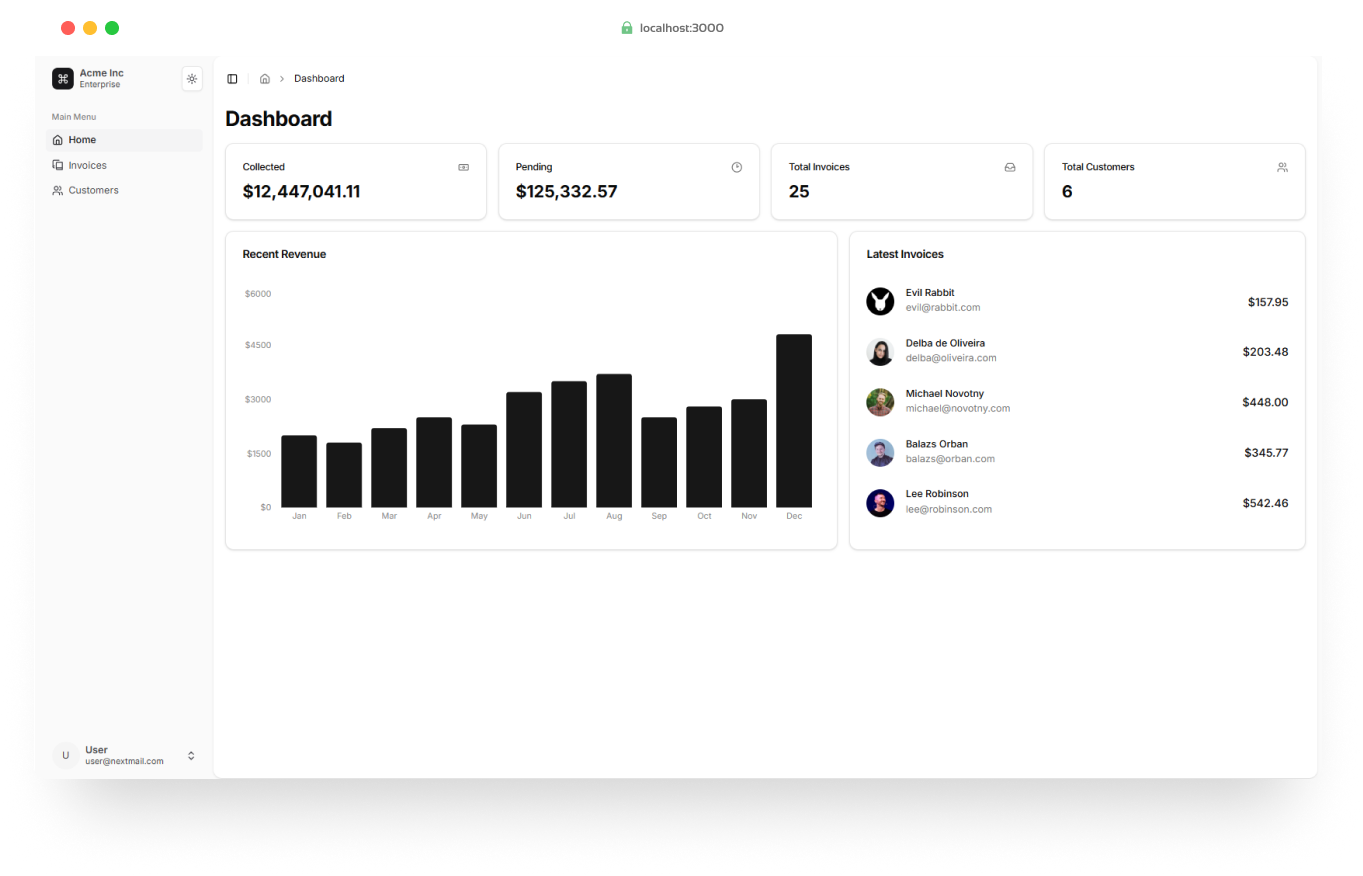 localhost:3000
Acme Inc
Enterprise
Main Menu
Home
Invoices
Customers
User
user@nextmail.com
U
Dashboard
Dashboard
Collected
$12,447,041.11
Pending
$125,332.57
Total Invoices
25
Total Customers
6
Recent Revenue
$6000
$4500
$3000
$1500
$0
Jan Feb Mar Apr May Jun Jul Aug Sep Oct Nov Dec
Latest Invoices
Evil Rabbit
evil@rabbit.com
$157.95
Delba de Oliveira
delba@oliveira.com
$203.48
Michael Novotny
michael@novotny.com
$448.00
Balazs Orban
balazs@orban.com
$345.77
Lee Robinson
lee@robinson.com
$542.46